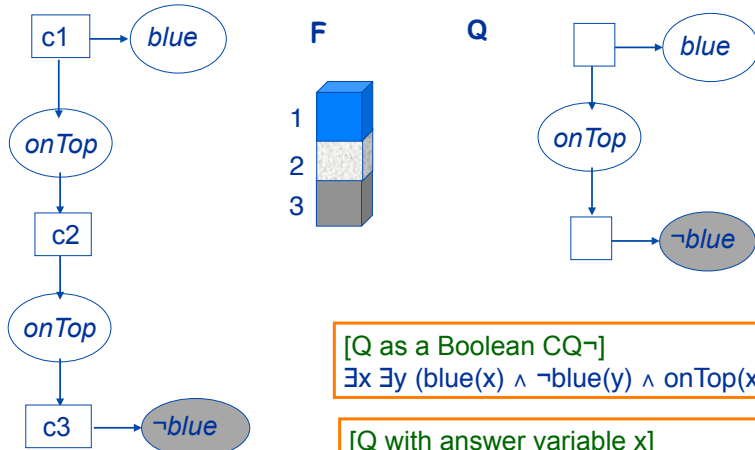 c1
blue
onTop
c2
onTop
c3
¬blue
F
1
2
3
Q
blue
onTop
¬blue
[Q as a Boolean CQ¬]
∃x ∃y (blue(x) ∧ ¬blue(y) ∧ onTop(x
[Q with answer variable x]